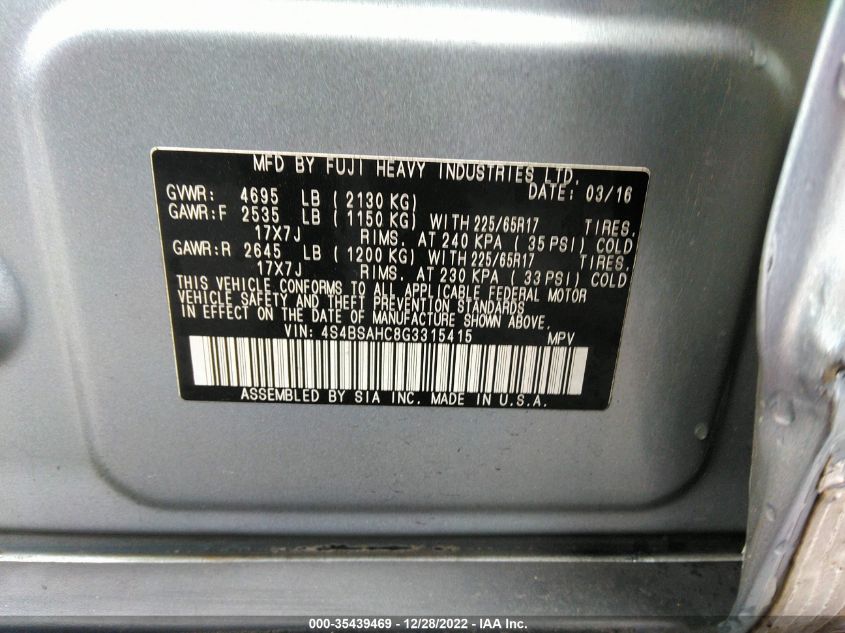 MFD BY FUJI HEAVY INDUSTRIES LTD.
GVWR: 4695 LB ( 2130 KG) DATE: 03/16
GAWR:F 2535 LB ( 1150 KG) WITH 225/65R17 TIRES,
17X7J RIMS, AT 240 KPA ( 35 PSI) COLD
GAWR:R 2645 LB ( 1200 KG) WITH 225/65R17 TIRES,
17X7J RIMS, AT 230 KPA ( 33 PSI) COLD
THIS VEHICLE CONFORMS TO ALL APPLICABLE FEDERAL MOTOR
VEHICLE SAFETY AND THEFT PREVENTION STANDARDS
IN EFFECT ON THE DATE OF MANUFACTURE SHOWN ABOVE.
VIN: 4S4BSAHC8G3315415 MPV
ASSEMBLED BY SIA INC. MADE IN U.S.A.
000-35439469 - 12/28/2022 - IAA Inc.